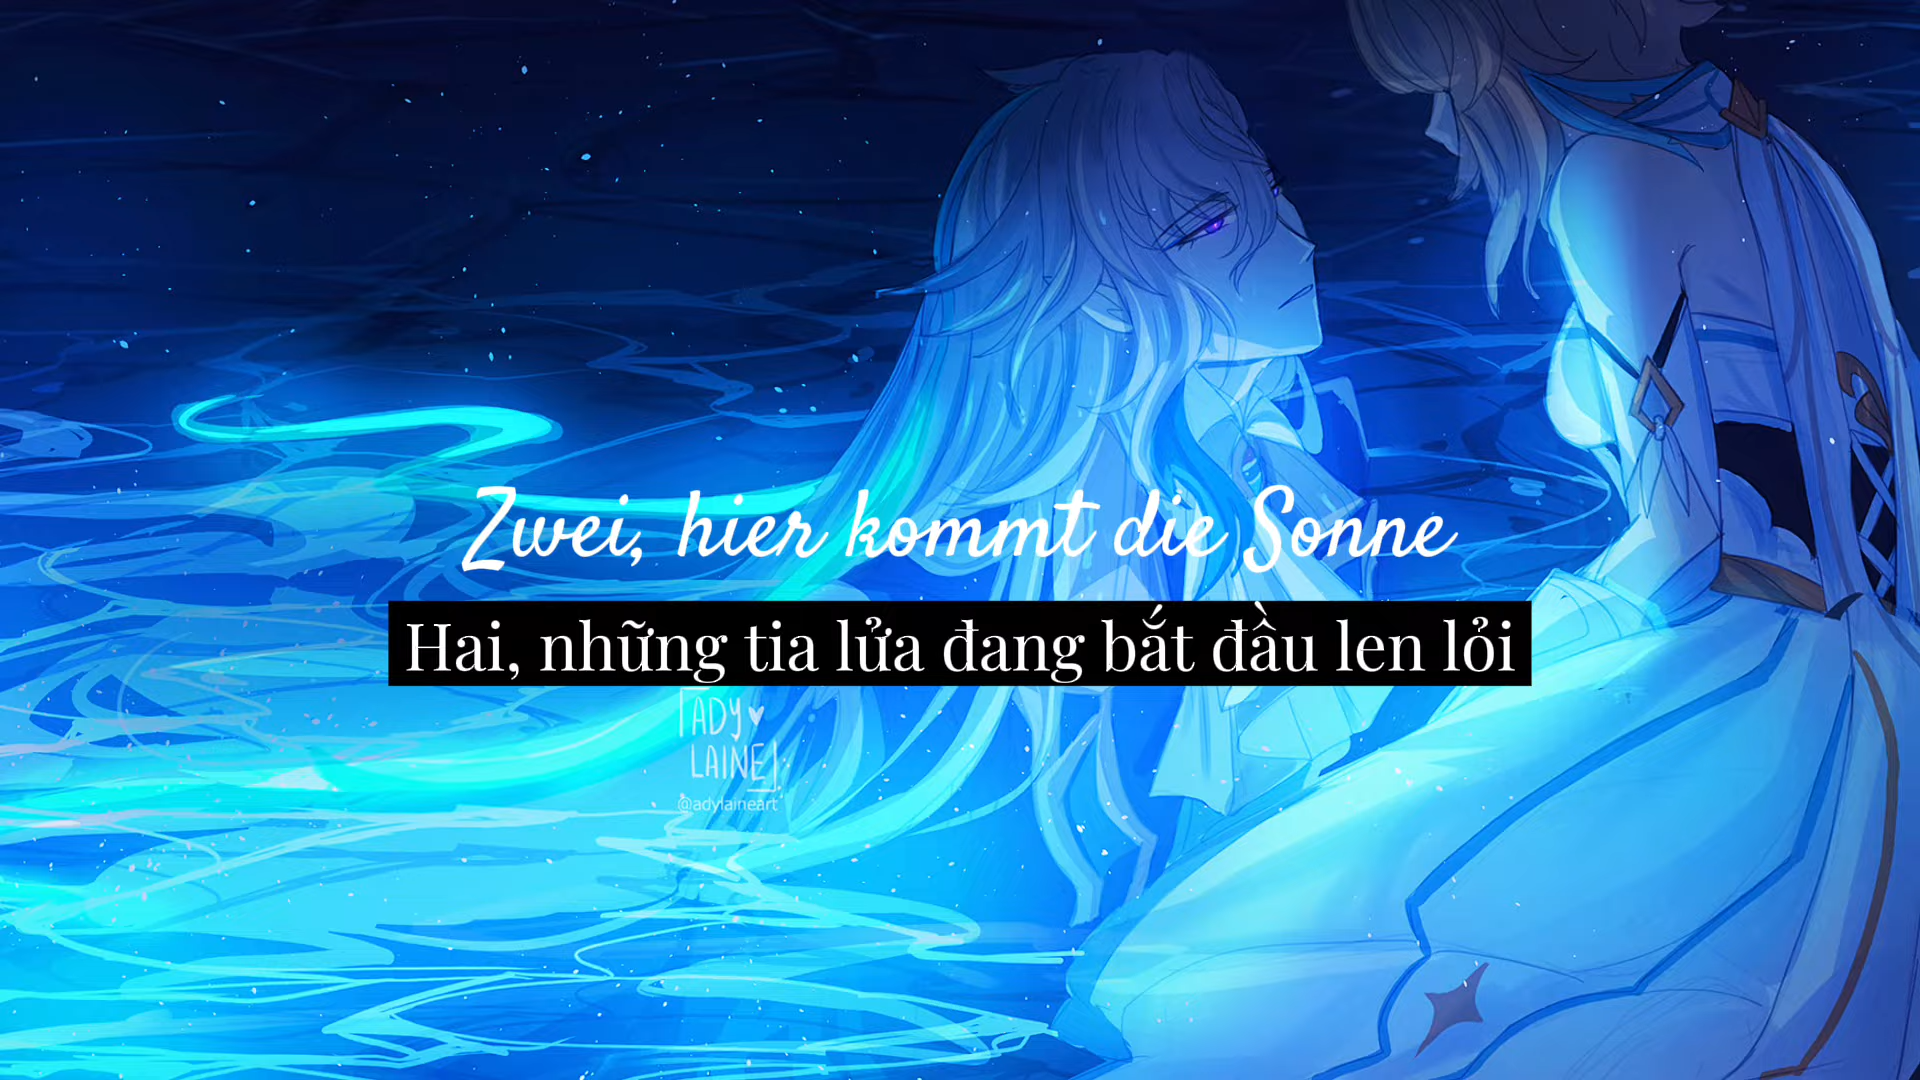 Zwei, hier kommt die Sonne
Hai, những tia lửa đang bắt đầu len lỏi
ADY
LAINE
@adylaineart